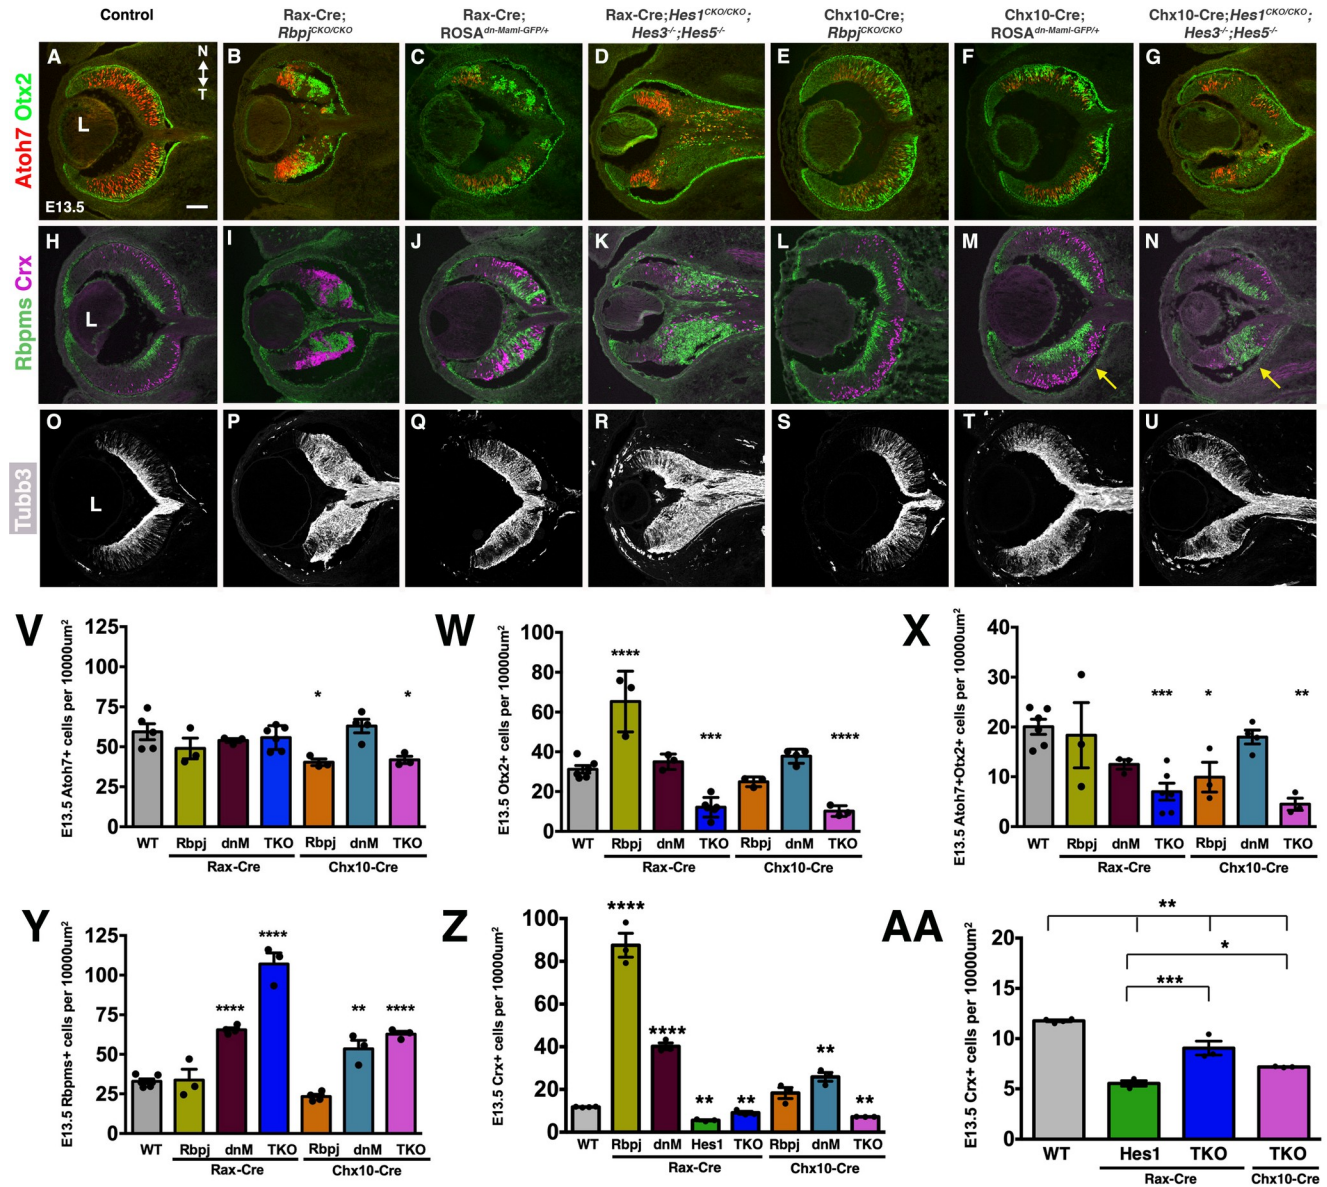 Control
Rax-Cre;
Rbpj^CKO/CKO
Rax-Cre;
ROSA^dn-Maml-GFP/+
Rax-Cre;Hes1^CKO/CKO;
Hes3^-/-;Hes5^-/-
Chx10-Cre;
Rbpj^CKO/CKO
Chx10-Cre;
ROSA^dn-Maml-GFP/+
Chx10-Cre;Hes1^CKO/CKO;
Hes3^-/-;Hes5^-/-
Atoh7 Otx2
A N T L E13.5
B
C
D
E
F
G
Rbpms Crx
H L
I
J
K
L
M
N
Tubb3
O L
P
Q
R
S
T
U
V
E13.5 Atoh7+ cells per 10000um²
125
100
75
50
25
0
* *
WT Rbpj dnM TKO Rbpj dnM TKO
Rax-Cre Chx10-Cre
W
E13.5 Otx2+ cells per 10000um²
100
80
60
40
20
0
**** *** ****
WT Rbpj dnM TKO Rbpj dnM TKO
Rax-Cre Chx10-Cre
X
E13.5 Atoh7+Otx2+ cells per 10000um²
40
30
20
10
0
*** * **
WT Rbpj dnM TKO Rbpj dnM TKO
Rax-Cre Chx10-Cre
Y
E13.5 Rbpms+ cells per 10000um²
125
100
75
50
25
0
**** **** ** ****
WT Rbpj dnM TKO Rbpj dnM TKO
Rax-Cre Chx10-Cre
Z
E13.5 Crx+ cells per 10000um²
100
80
60
40
20
0
**** **** ** ** ** **
WT Rbpj dnM Hes1 TKO Rbpj dnM TKO
Rax-Cre Chx10-Cre
AA
E13.5 Crx+ cells per 10000um²
20
15
10
5
0
**
*
***
WT Hes1 TKO TKO
Rax-Cre Chx10-Cre